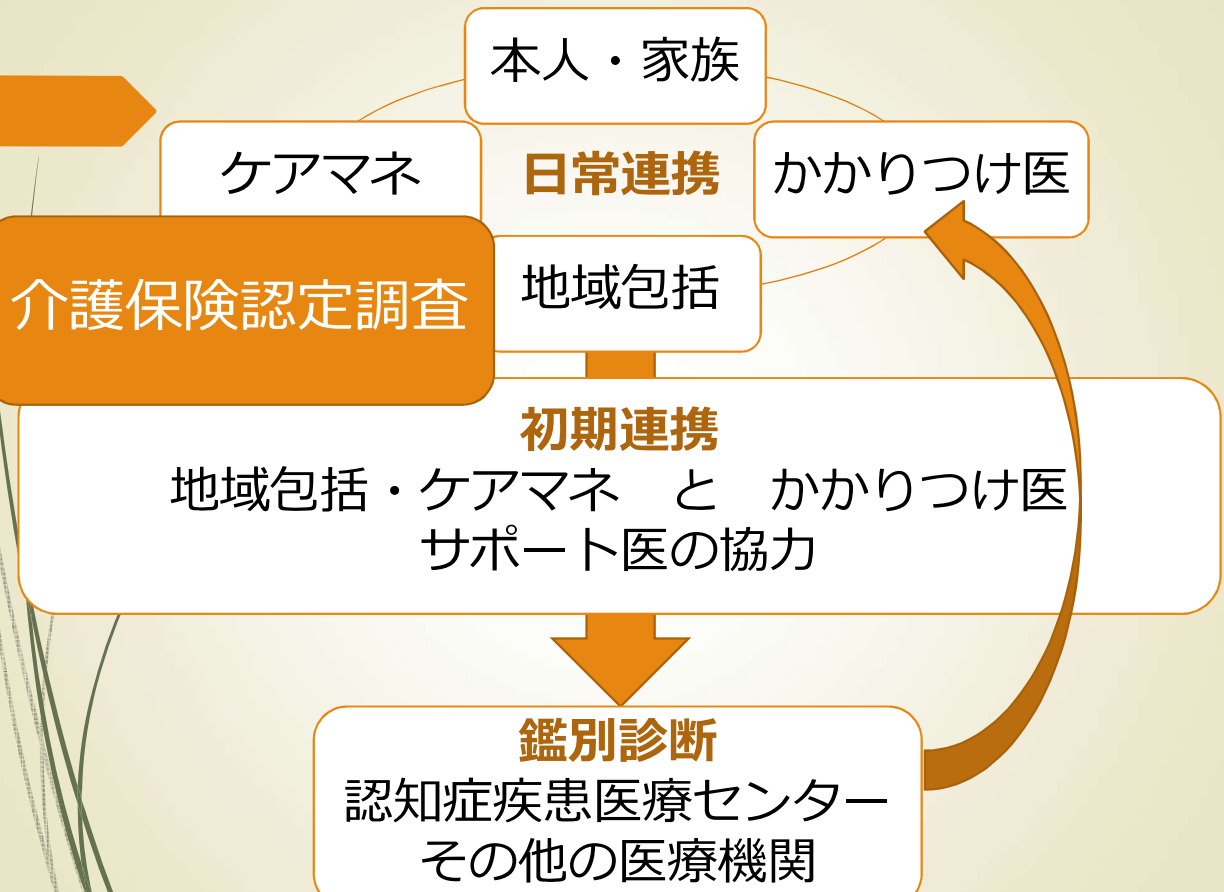 本人・家族
ケアマネ
日常連携
かかりつけ医
介護保険認定調査
地域包括
初期連携
地域包括・ケアマネ　と　かかりつけ医
サポート医の協力
鑑別診断
認知症疾患医療センター
その他の医療機関